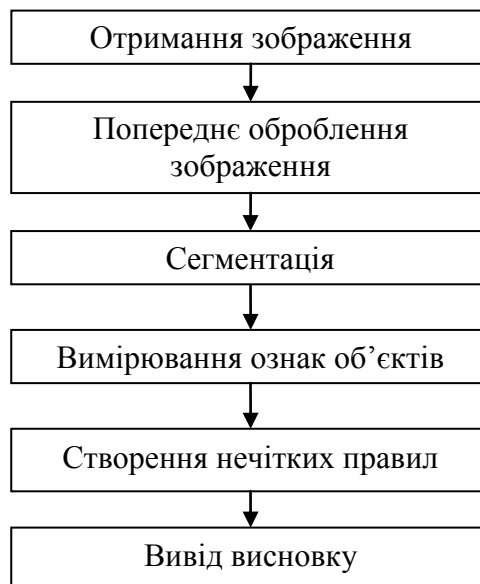 Отримання зображення
Попереднє оброблення
зображення
Сегментація
Вимірювання ознак об’єктів
Створення нечітких правил
Вивід висновку